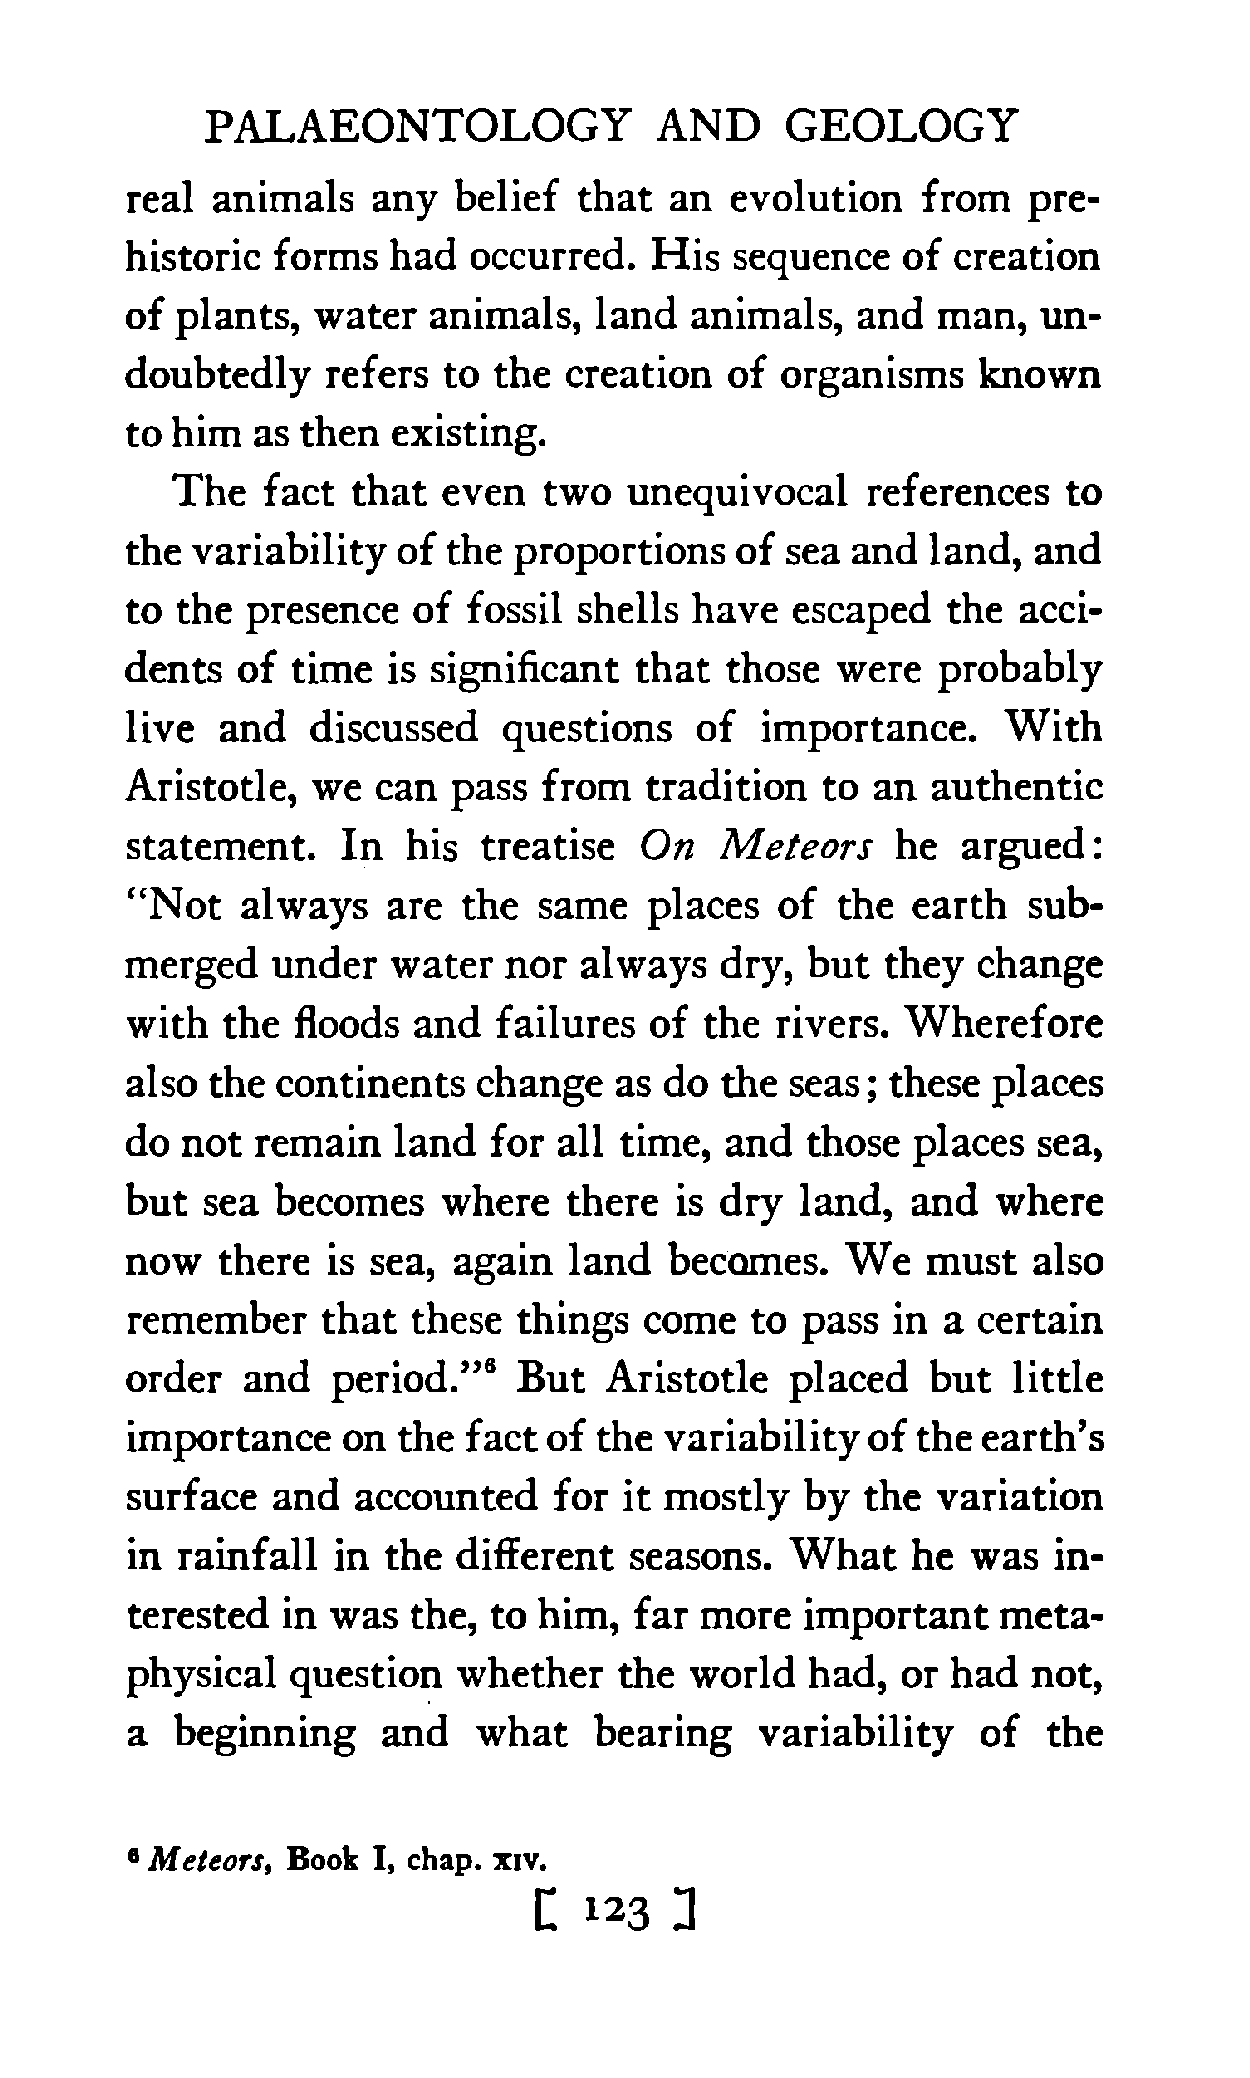 PALAEONTOLOGY AND GEOLOGY
real animals any belief that an evolution from pre-
historic forms had occurred. His sequence of creation
of plants, water animals, land animals, and man, un-
doubtedly refers to the creation of organisms known
to him as then existing.
The fact that even two unequivocal references to
the variability of the proportions of sea and land, and
to the presence of fossil shells have escaped the acci-
dents of time is significant that those were probably
live and discussed questions of importance. With
Aristotle, we can pass from tradition to an authentic
statement. In his treatise On Meteors he argued:
“Not always are the same places of the earth sub-
merged under water nor always dry, but they change
with the floods and failures of the rivers. Wherefore
also the continents change as do the seas; these places
do not remain land for all time, and those places sea,
but sea becomes where there is dry land, and where
now there is sea, again land becomes. We must also
remember that these things come to pass in a certain
order and period.”⁶ But Aristotle placed but little
importance on the fact of the variability of the earth’s
surface and accounted for it mostly by the variation
in rainfall in the different seasons. What he was in-
terested in was the, to him, far more important meta-
physical question whether the world had, or had not,
a beginning and what bearing variability of the
⁶ Meteors, Book I, chap. XIV.
[ 123 ]